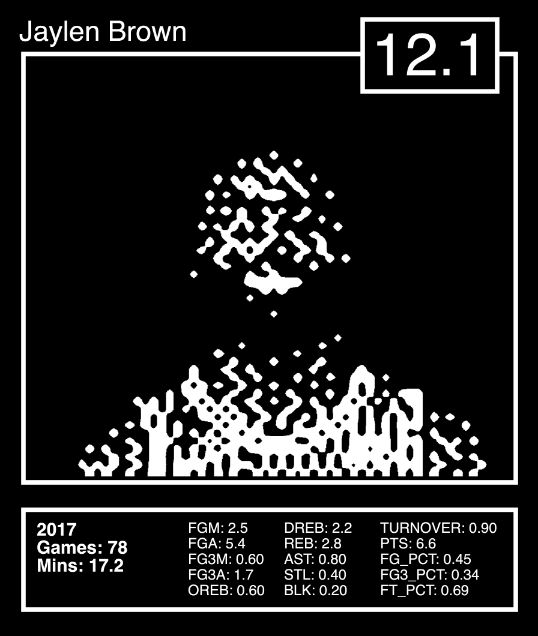 Jaylen Brown
12.1
2017
Games: 78
Mins: 17.2
FGM: 2.5
FGA: 5.4
FG3M: 0.60
FG3A: 1.7
OREB: 0.60
DREB: 2.2
REB: 2.8
AST: 0.80
STL: 0.40
BLK: 0.20
TURNOVER: 0.90
PTS: 6.6
FG_PCT: 0.45
FG3_PCT: 0.34
FT_PCT: 0.69